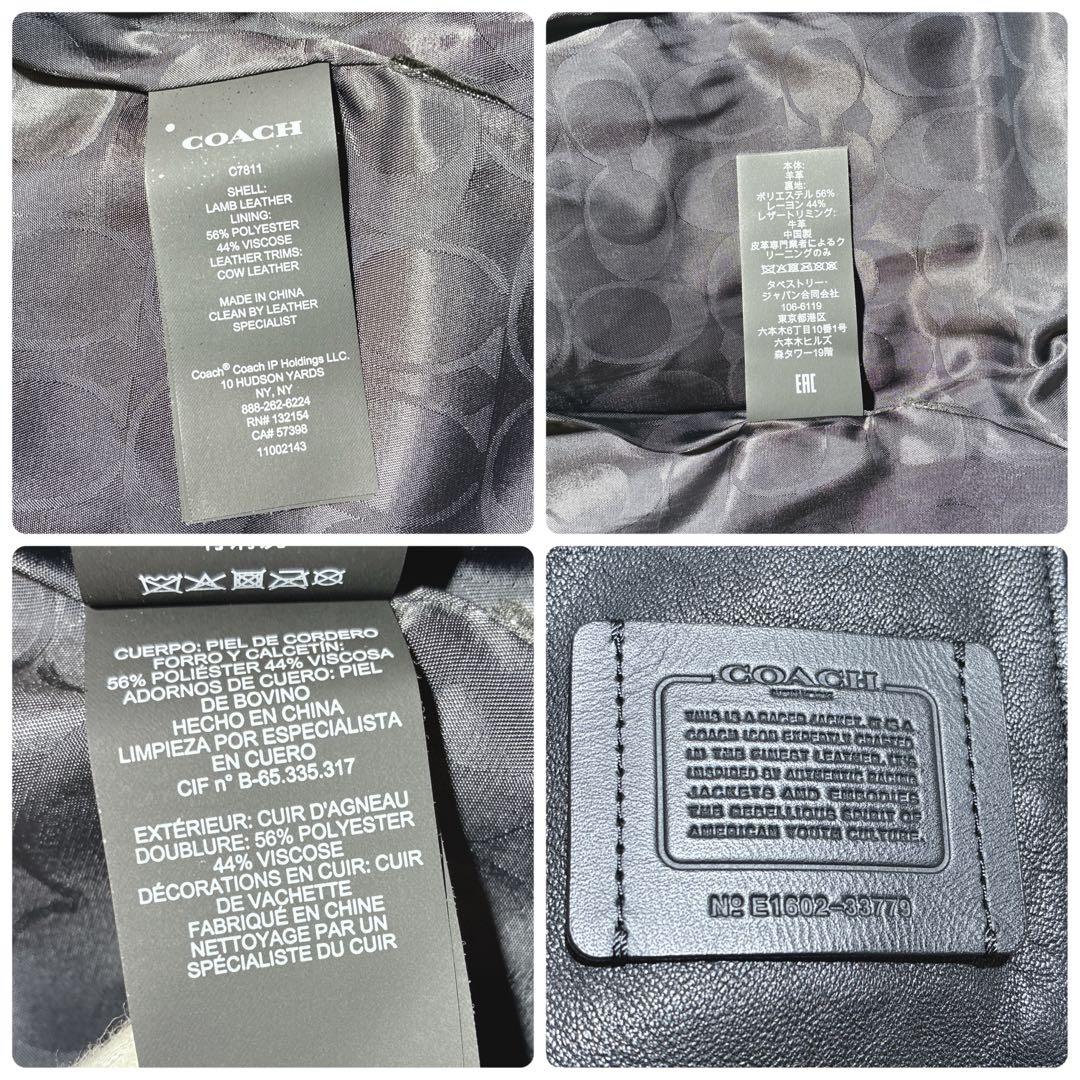 COACH
C7811
SHELL:
LAMB LEATHER
LINING:
56% POLYESTER
44% VISCOSE
LEATHER TRIMS:
COW LEATHER
MADE IN CHINA
CLEAN BY LEATHER
SPECIALIST
Coach® Coach IP Holdings LLC.
10 HUDSON YARDS
NY, NY
888-262-6224
RN# 132154
CA# 57398
11002143
本体:
羊革
裏地:
ポリエステル 56%
レーヨン 44%
レザートリミング:
牛革
中国製
皮革専門業者によるク
リーニングのみ
タペストリー・
ジャパン合同会社
106-6119
東京都港区
六本木6丁目10番1号
六本木ヒルズ
森タワー19階
EAC
CUERPO: PIEL DE CORDERO
FORRO Y CALCETÍN:
56% POLIÉSTER 44% VISCOSA
ADORNOS DE CUERO: PIEL
DE BOVINO
HECHO EN CHINA
LIMPIEZA POR ESPECIALISTA
EN CUERO
CIF nº B-65.335.317
EXTÉRIEUR: CUIR D'AGNEAU
DOUBLURE: 56% POLYESTER
44% VISCOSE
DÉCORATIONS EN CUIR: CUIR
DE VACHETTE
FABRIQUÉ EN CHINE
NETTOYAGE PAR UN
SPÉCIALISTE DU CUIR
COACH
THIS IS A RACER JACKET. IT IS A
COACH ICON EXPERTLY CRAFTED
IN THE FINEST LEATHER. IT'S
INSPIRED BY AUTHENTIC RACING
JACKETS AND EMBODIES
THE REBELLIOUS SPIRIT OF
AMERICAN YOUTH CULTURE.
Nº E1602-33779